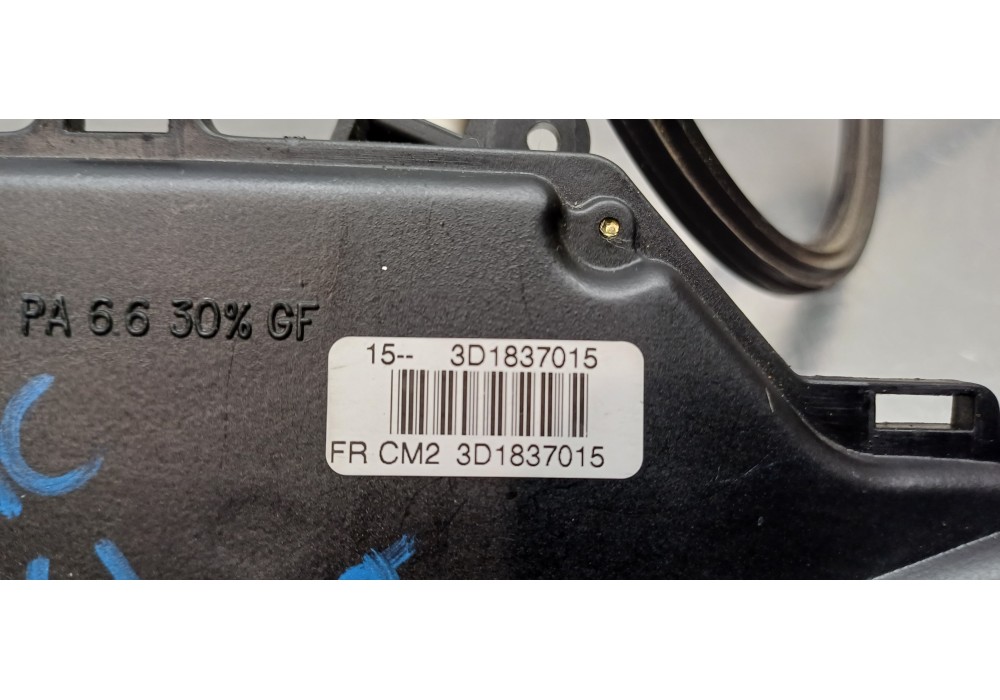 PA 6.6 30% GF
15-- 3D1837015
FR CM2 3D1837015